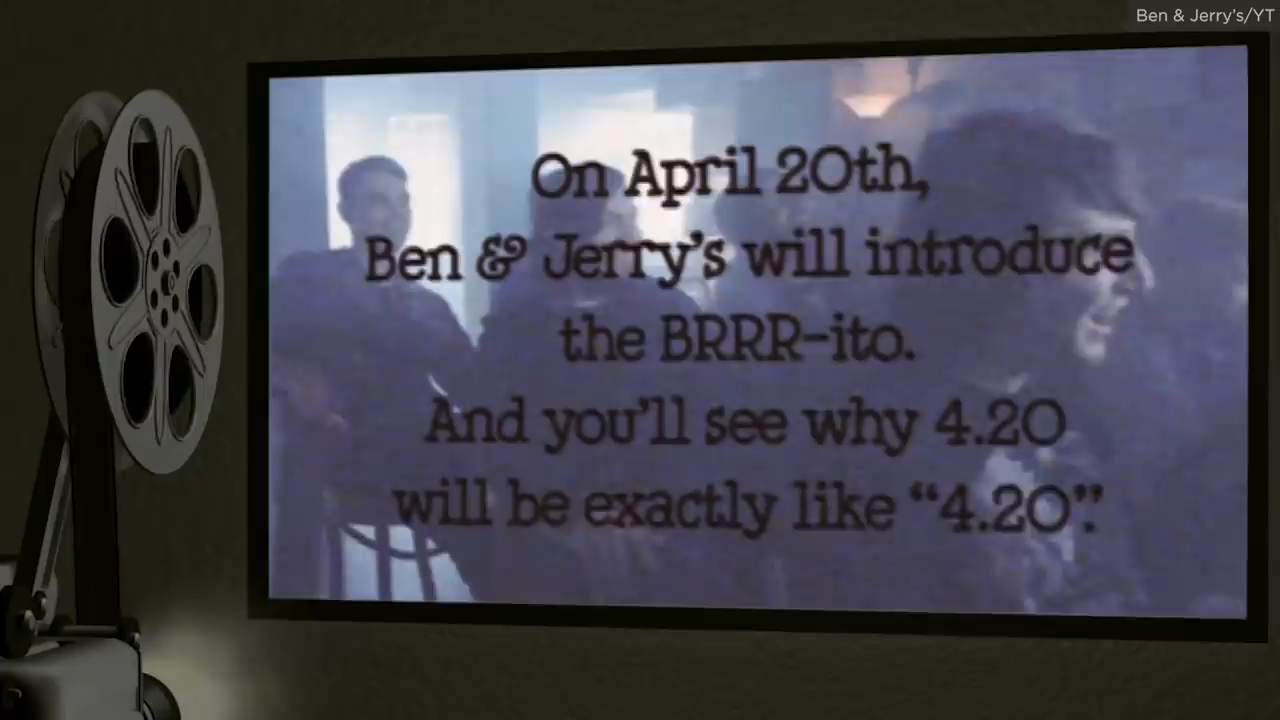 Ben & Jerry's/YT
On April 20th,
Ben & Jerry's will introduce
the BRRR-ito.
And you'll see why 4.20
will be exactly like “4.20”.